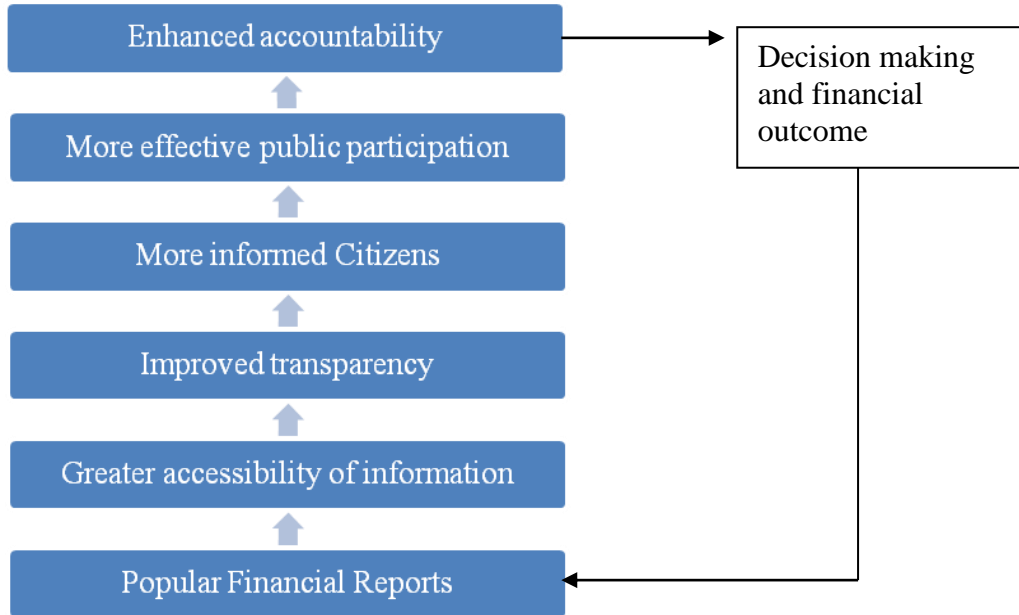 Enhanced accountability
Decision making
and financial
outcome
More effective public participation
More informed Citizens
Improved transparency
Greater accessibility of information
Popular Financial Reports